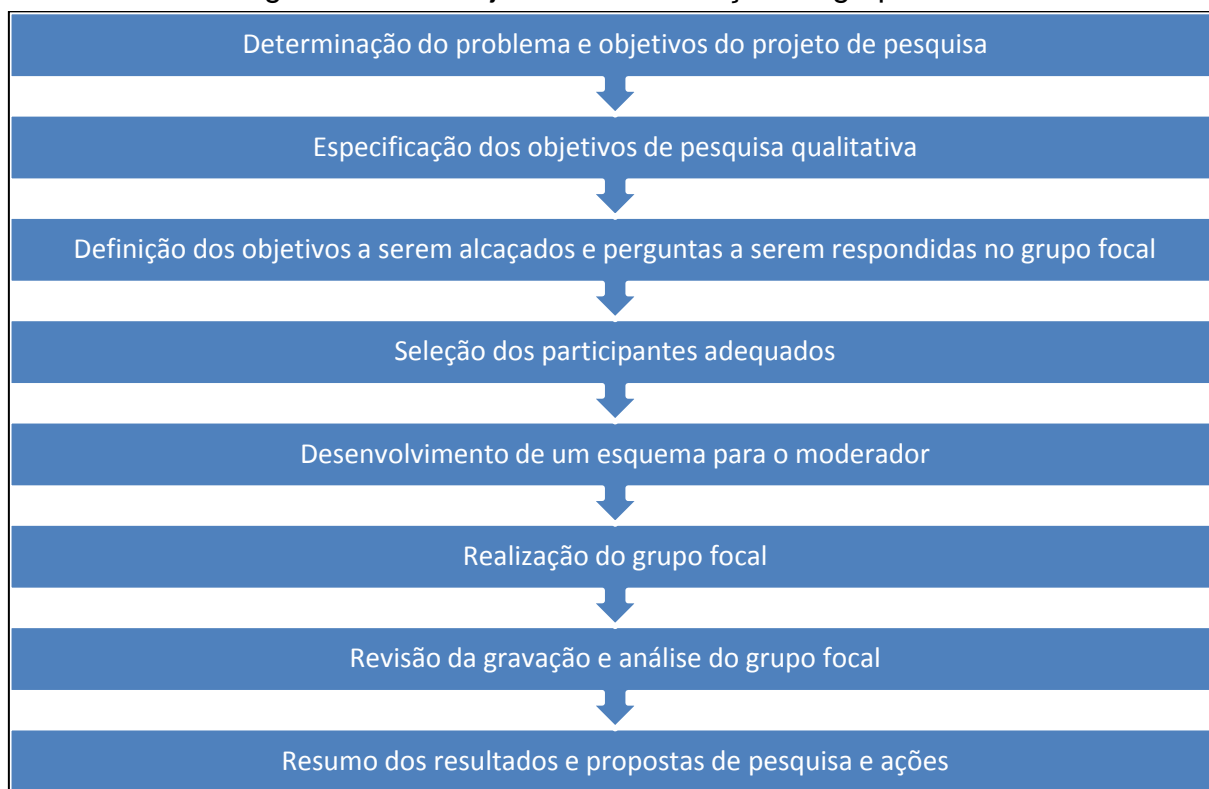 Determinação do problema e objetivos do projeto de pesquisa
Especificação dos objetivos de pesquisa qualitativa
Definição dos objetivos a serem alcaçados e perguntas a serem respondidas no grupo focal
Seleção dos participantes adequados
Desenvolvimento de um esquema para o moderador
Realização do grupo focal
Revisão da gravação e análise do grupo focal
Resumo dos resultados e propostas de pesquisa e ações